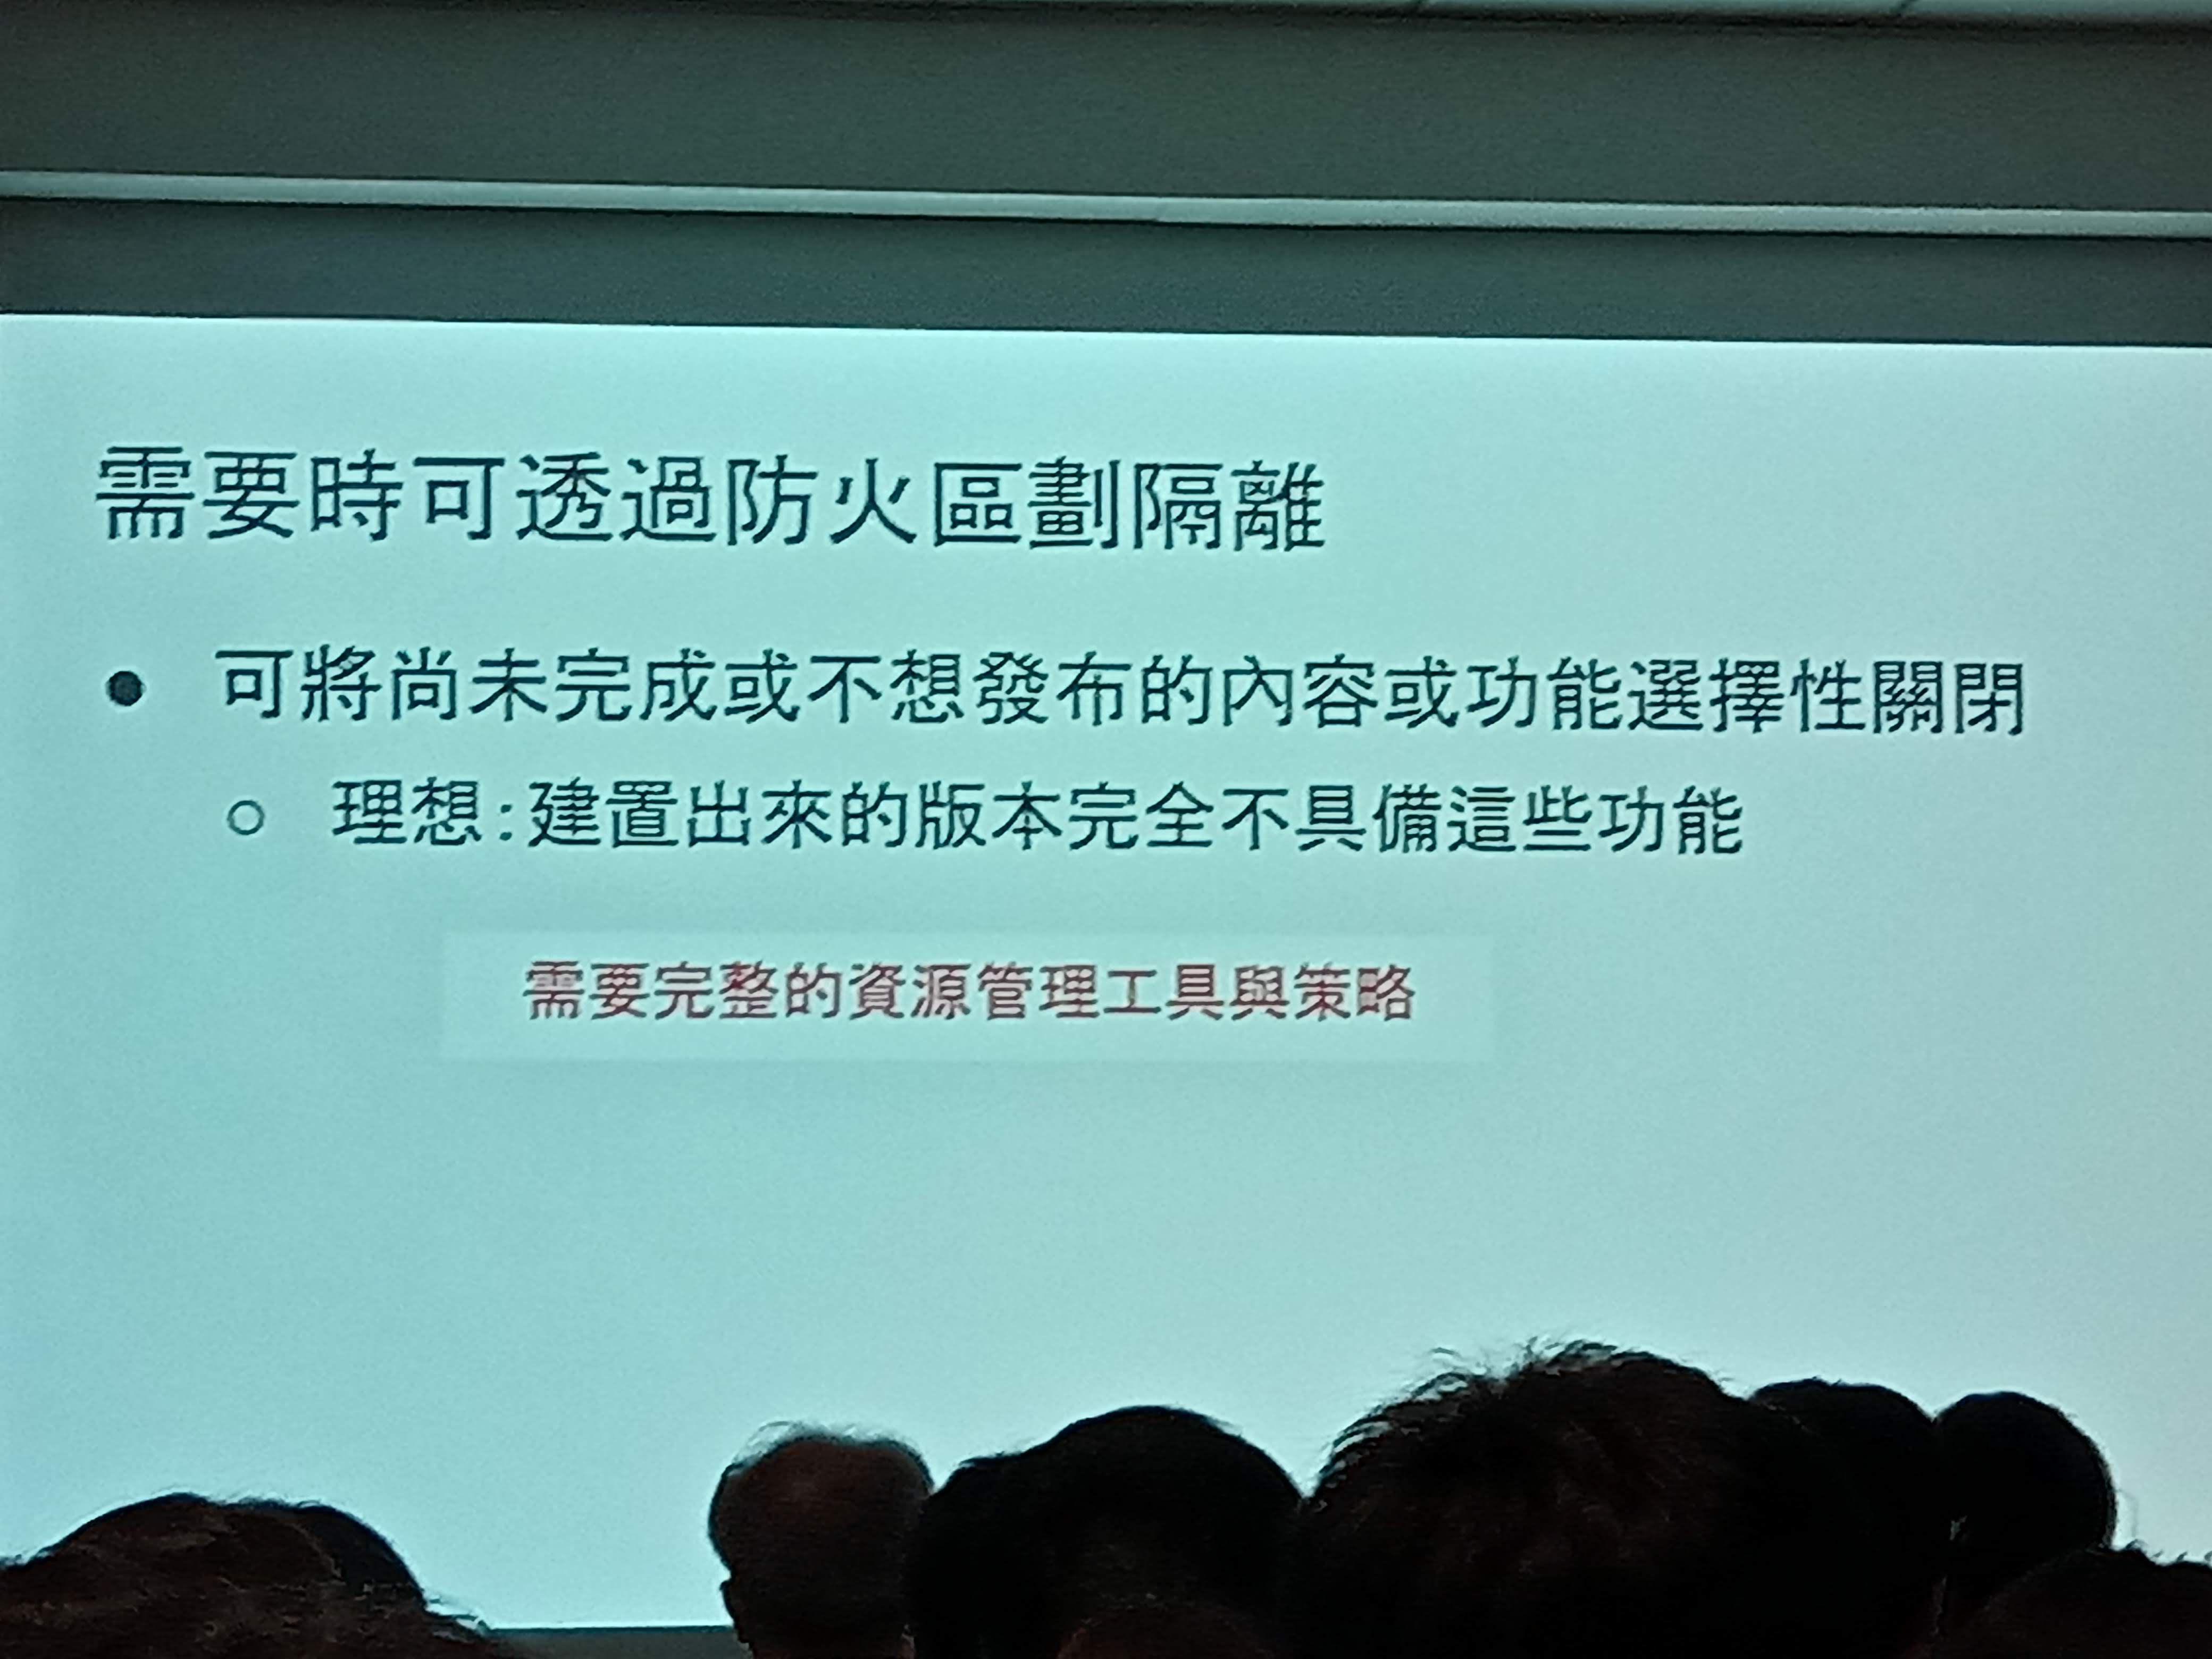 需要時可透過防火區劃隔離
● 可將尚未完成或不想發布的內容或功能選擇性關閉
○ 理想:建置出來的版本完全不具備這些功能
需要完整的資源管理工具與策略